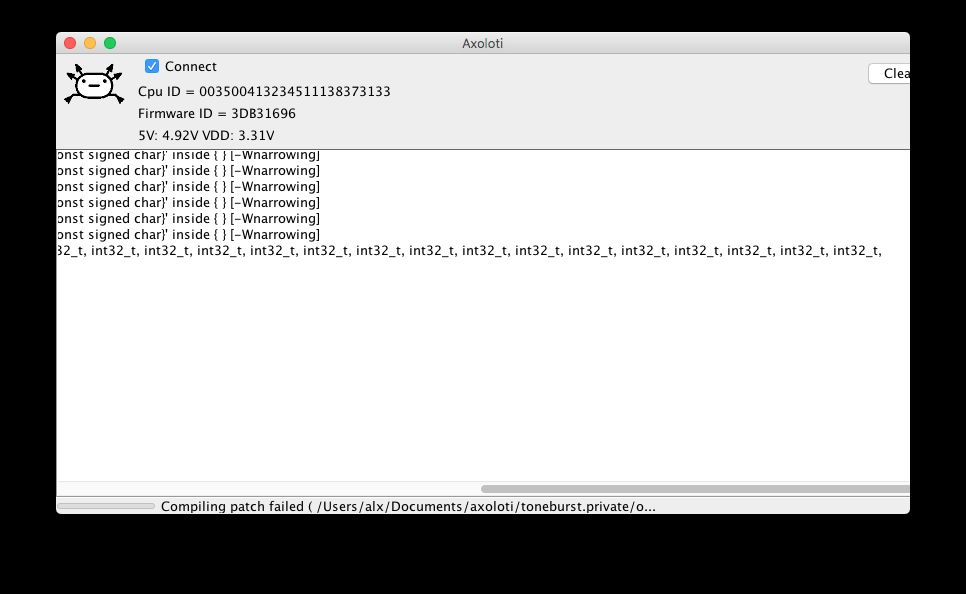 Axoloti
Connect
Clea
Cpu ID = 003500413234511138373133
Firmware ID = 3DB31696
5V: 4.92V VDD: 3.31V
onst signed char}' inside { } [-Wnarrowing]
onst signed char}' inside { } [-Wnarrowing]
onst signed char}' inside { } [-Wnarrowing]
onst signed char}' inside { } [-Wnarrowing]
onst signed char}' inside { } [-Wnarrowing]
onst signed char}' inside { } [-Wnarrowing]
32_t, int32_t, int32_t, int32_t, int32_t, int32_t, int32_t, int32_t, int32_t, int32_t, int32_t, int32_t, int32_t, int32_t, int32_t, int32_t,
Compiling patch failed ( /Users/alx/Documents/axoloti/toneburst.private/o...